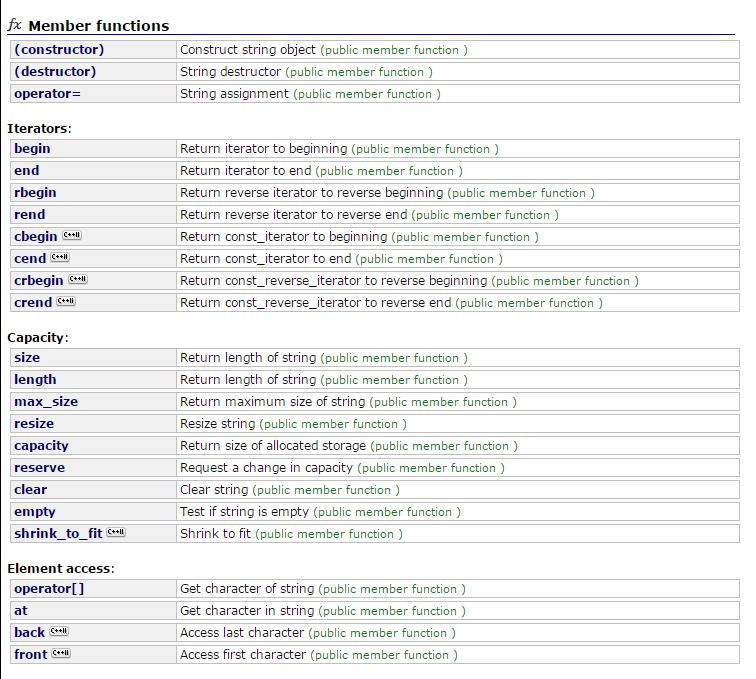 fx Member functions
(constructor) Construct string object (public member function )
(destructor) String destructor (public member function )
operator= String assignment (public member function )
Iterators:
begin Return iterator to beginning (public member function )
end Return iterator to end (public member function )
rbegin Return reverse iterator to reverse beginning (public member function )
rend Return reverse iterator to reverse end (public member function )
cbegin C++11 Return const_iterator to beginning (public member function )
cend C++11 Return const_iterator to end (public member function )
crbegin C++11 Return const_reverse_iterator to reverse beginning (public member function )
crend C++11 Return const_reverse_iterator to reverse end (public member function )
Capacity:
size Return length of string (public member function )
length Return length of string (public member function )
max_size Return maximum size of string (public member function )
resize Resize string (public member function )
capacity Return size of allocated storage (public member function )
reserve Request a change in capacity (public member function )
clear Clear string (public member function )
empty Test if string is empty (public member function )
shrink_to_fit C++11 Shrink to fit (public member function )
Element access:
operator[] Get character of string (public member function )
at Get character in string (public member function )
back C++11 Access last character (public member function )
front C++11 Access first character (public member function )